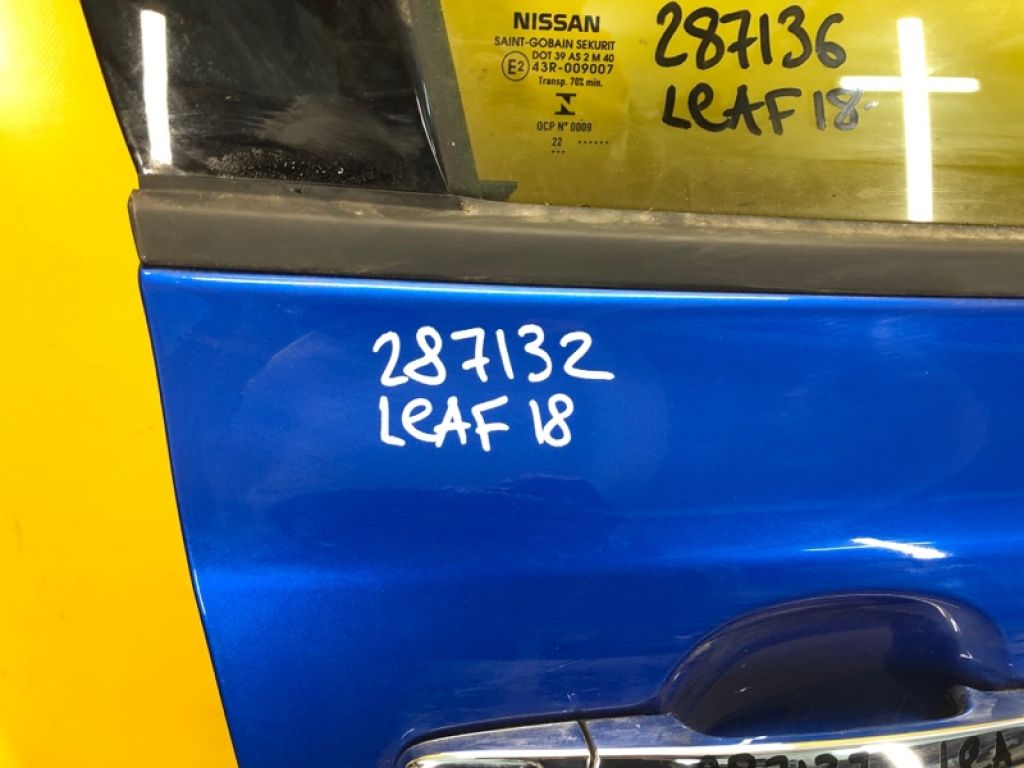 NISSAN
SAINT-GOBAIN SEKURIT
DOT 39 AS 2 M 40
E2 43R-009007
Transp. 70% min.
OCP N° 0009
22 ......
...
287136
LeAF 18
287132
LeAF 18